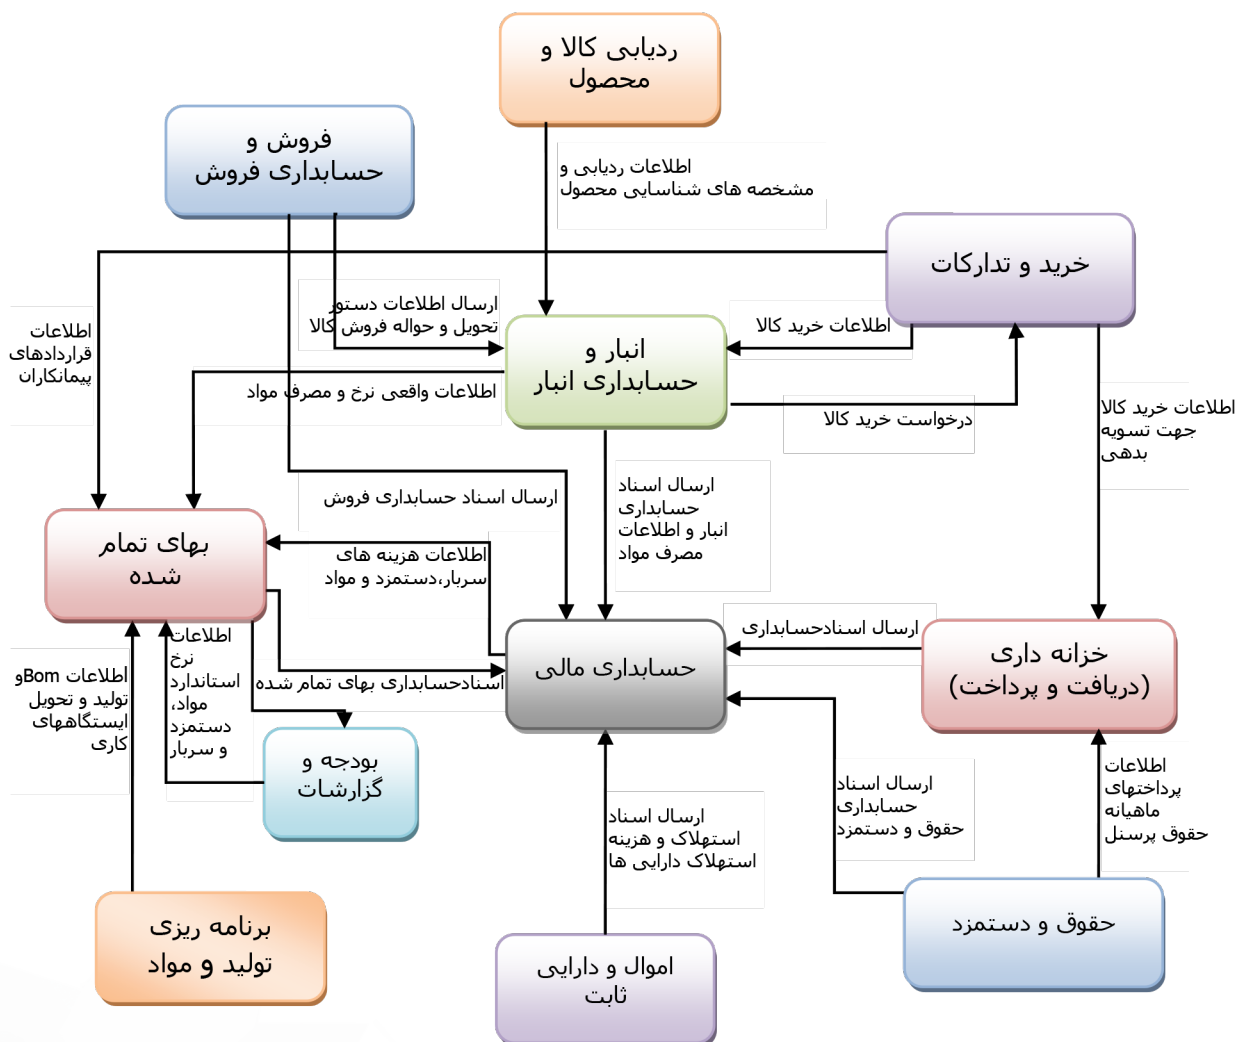 ردیابی کالا و
محصول
فروش و
حسابداری فروش
اطلاعات ردیابی و
مشخصه های شناسایی محصول
خرید و تدارکات
ارسال اطلاعات دستور
تحویل و حواله فروش کالا
اطلاعات خرید کالا
اطلاعات
قراردادهای
پیمانکاران
انبار و
حسابداری انبار
اطلاعات واقعی نرخ و مصرف مواد
درخواست خرید کالا
اطلاعات خرید کالا
جهت تسویه
بدهی
ارسال اسناد حسابداری فروش
ارسال اسناد
حسابداری
انبار و اطلاعات
مصرف مواد
بهای تمام
شده
اطلاعات هزینه های
سربار،دستمزد و مواد
ارسال اسنادحسابداری
حسابداری مالی
خزانه داری
(دریافت و پرداخت)
اطلاعات
نرخ
استاندارد
مواد،
دستمزد
و سربار
اسنادحسابداری بهای تمام شده
اطلاعات Bomو
تولید و تحویل
ایستگاههای
کاری
بودجه و
گزارشات
ارسال اسناد
استهلاک و هزینه
استهلاک دارایی ها
ارسال اسناد
حسابداری
حقوق و دستمزد
اطلاعات
پرداختهای
ماهیانه
حقوق پرسنل
برنامه ریزی
تولید و مواد
اموال و دارایی
ثابت
حقوق و دستمزد